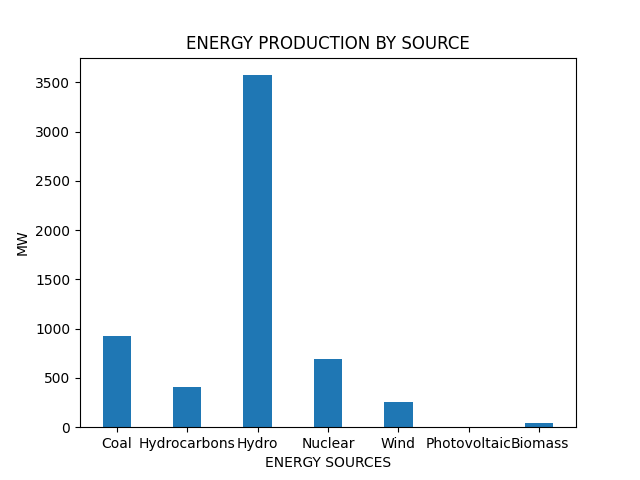 ENERGY PRODUCTION BY SOURCE
3500
3000
2500
2000
1500
1000
500
0
MW
Coal Hydrocarbons Hydro Nuclear Wind Photovoltaic Biomass
ENERGY SOURCES